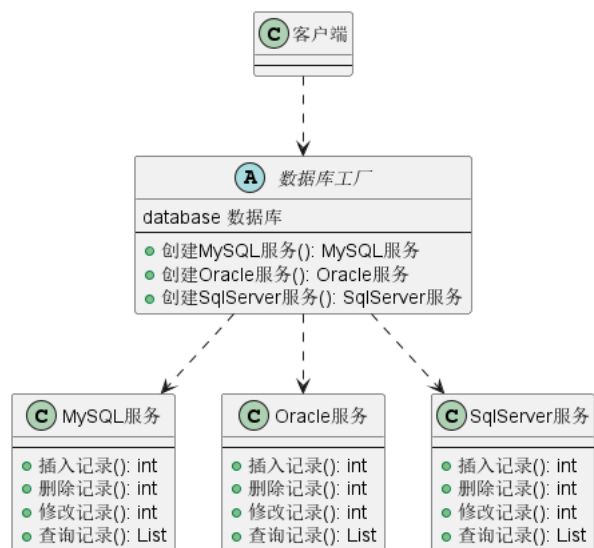 C 客户端
A 数据库工厂
database 数据库
创建MySQL服务(): MySQL服务
创建Oracle服务(): Oracle服务
创建SqlServer服务(): SqlServer服务
C MySQL服务
插入记录(): int
删除记录(): int
修改记录(): int
查询记录(): List
C Oracle服务
插入记录(): int
删除记录(): int
修改记录(): int
查询记录(): List
C SqlServer服务
插入记录(): int
删除记录(): int
修改记录(): int
查询记录(): List